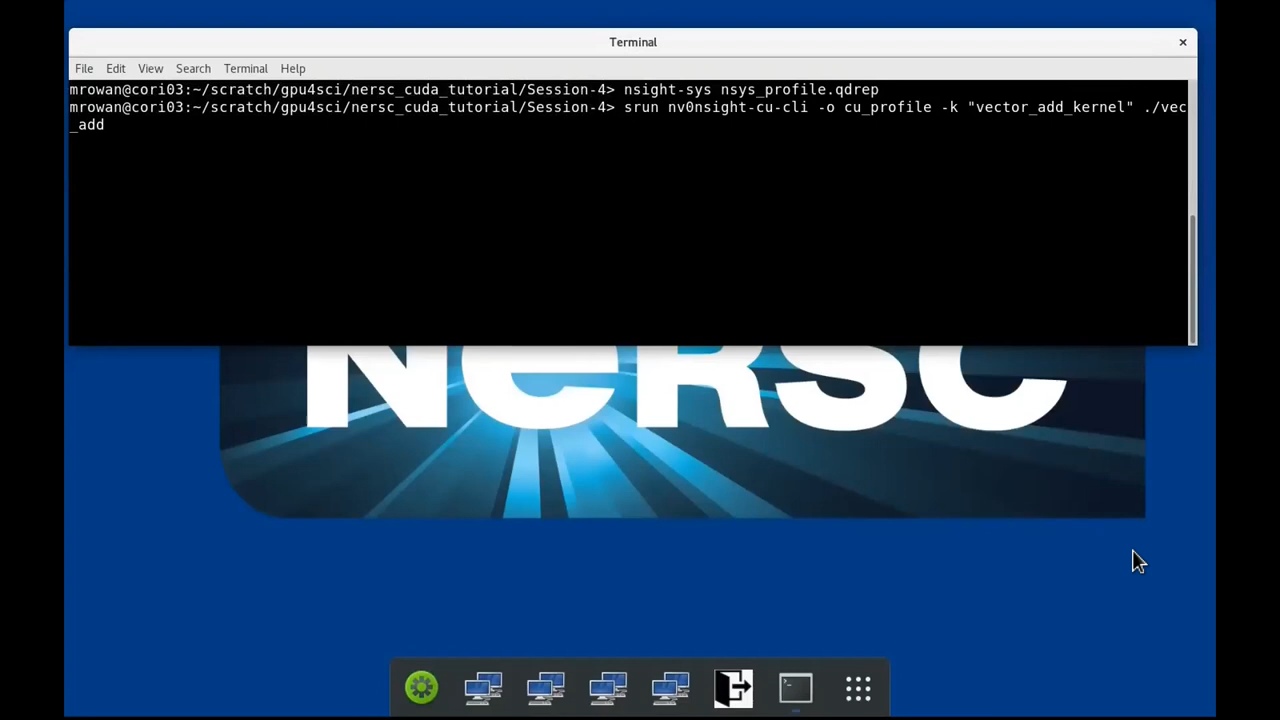 Terminal
File Edit View Search Terminal Help
mrowan@cori03:~/scratch/gpu4sci/nersc_cuda_tutorial/Session-4> nsight-sys nsys_profile.qdrep
mrowan@cori03:~/scratch/gpu4sci/nersc_cuda_tutorial/Session-4> srun nv0nsight-cu-cli -o cu_profile -k "vector_add_kernel" ./vec
_add
NeRSC